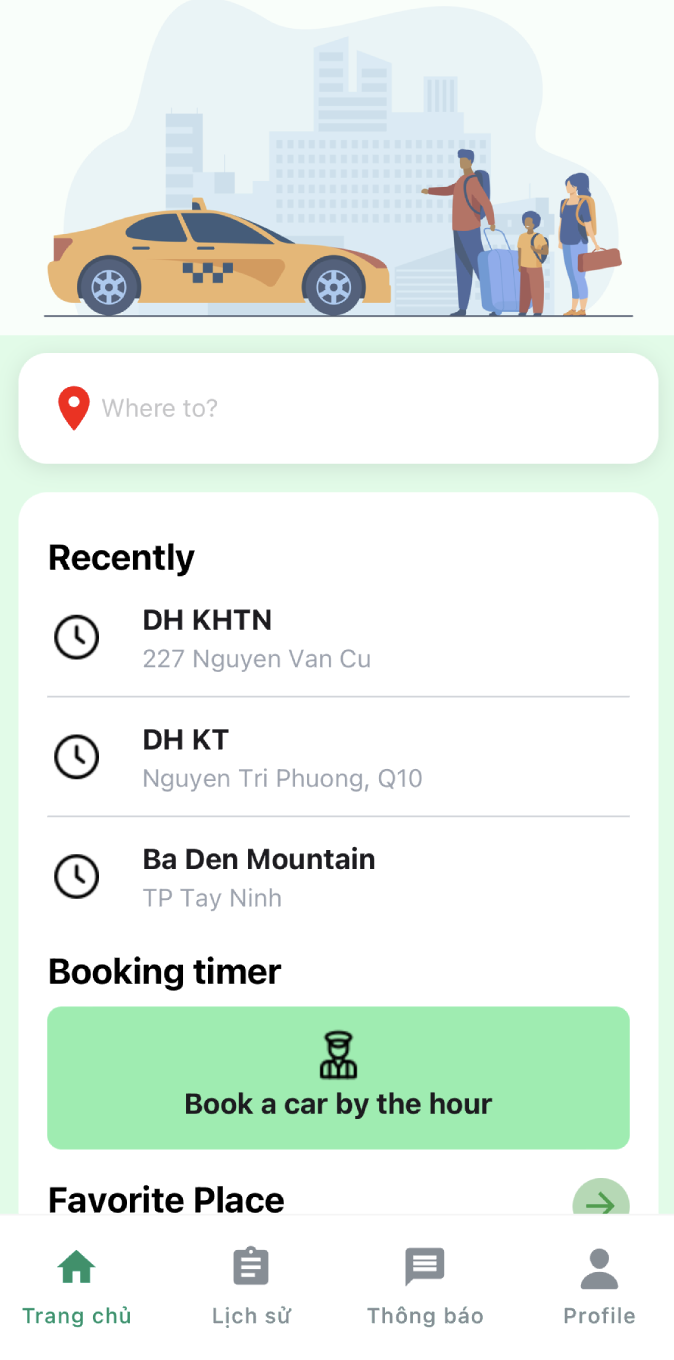 Where to?
Recently
DH KHTN
227 Nguyen Van Cu
DH KT
Nguyen Tri Phuong, Q10
Ba Den Mountain
TP Tay Ninh
Booking timer
Book a car by the hour
Favorite Place
Trang chủ
Lịch sử
Thông báo
Profile